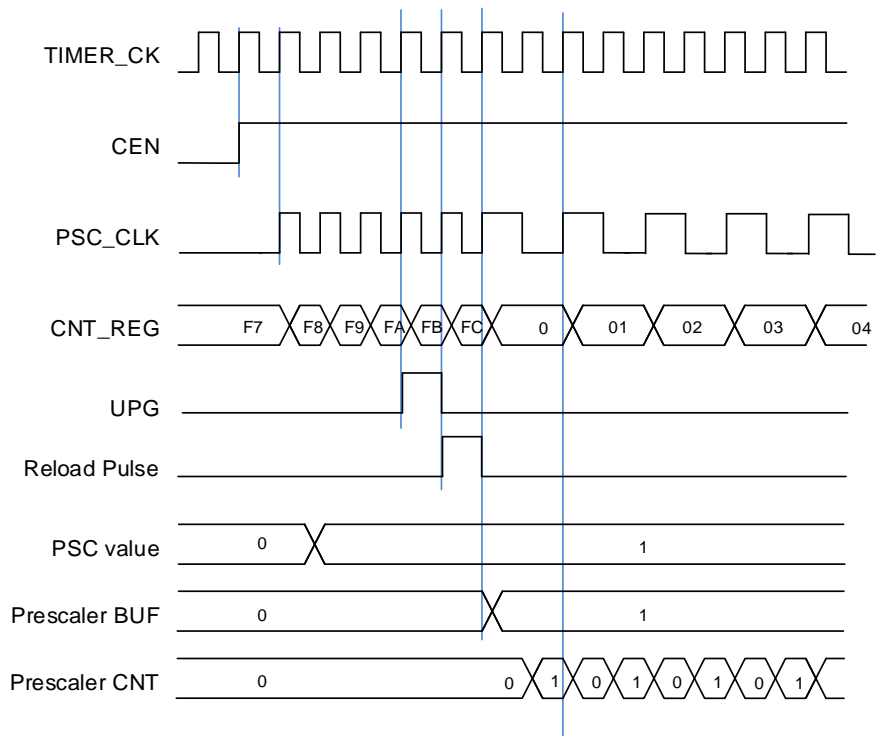 TIMER_CK
CEN
PSC_CLK
CNT_REG F7 F8 F9 FA FB FC 0 01 02 03 04
UPG
Reload Pulse
PSC value 0 1
Prescaler BUF 0 1
Prescaler CNT 0 0 1 0 1 0 1 0 1